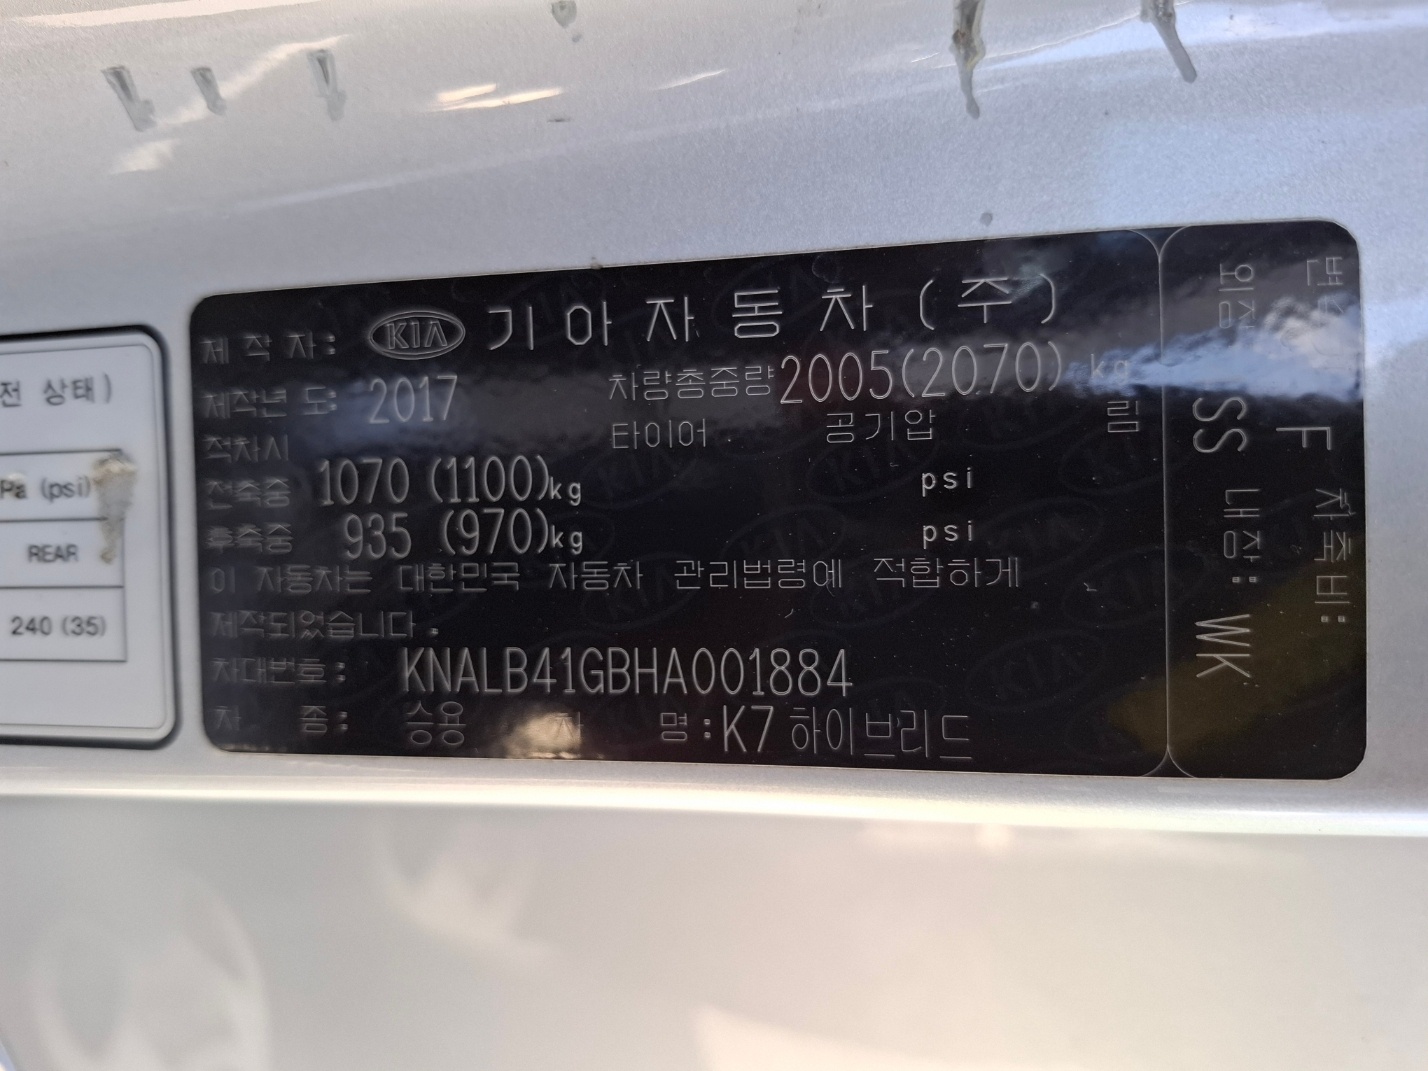 전 상태)
Pa (psi)
REAR
240 (35)
제 작 자: KIA 기 아 자 동 차 (주)
제작년 도: 2017 차량총중량 2005(2070) kg
적차시 타이어 공기압 림
전축중 1070 (1100)kg psi
후축중 935 (970)kg psi
이 자동차는 대한민국 자동차 관리법령에 적합하게
제작되었습니다.
차대번호: KNALB41GBHA001884
차 종: 승용 차 명: K7 하이브리드
F 차축비:
외장 SS 내장: WK